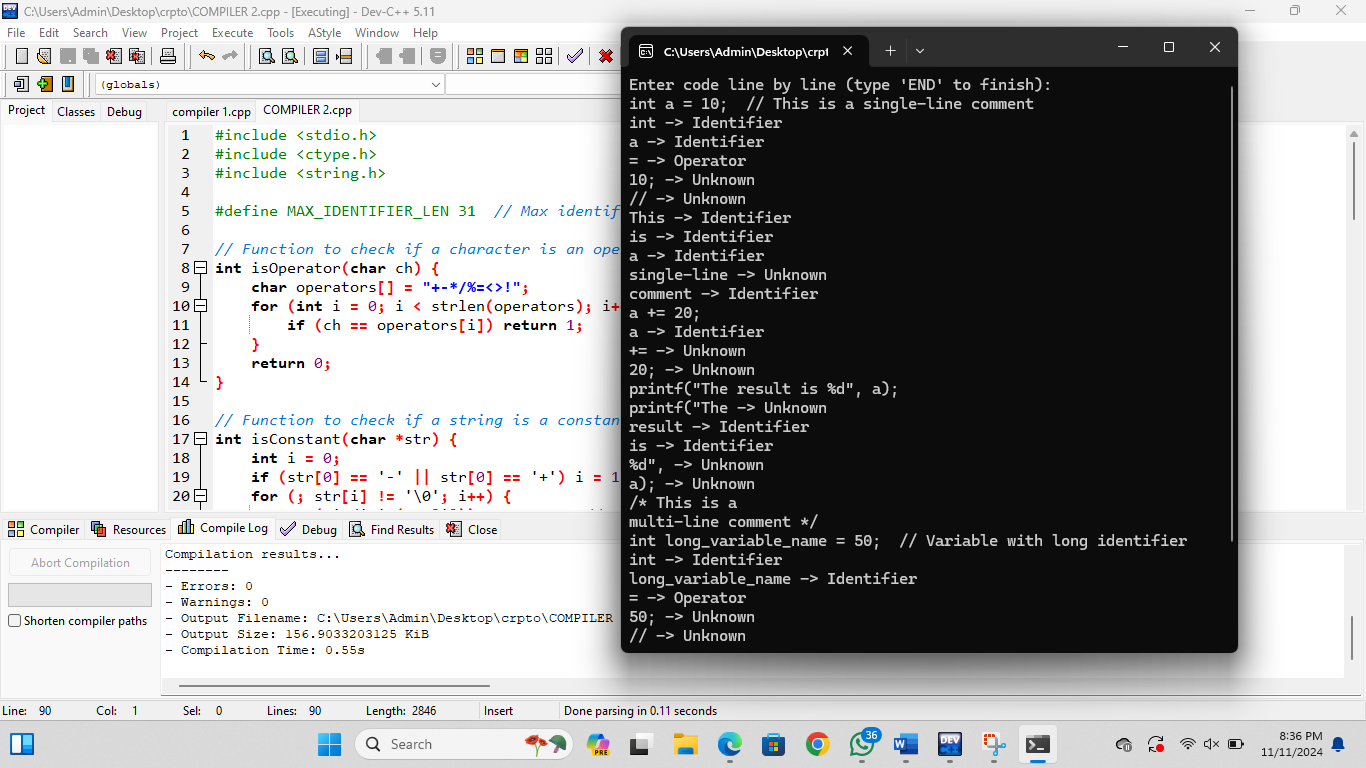 C:\Users\Admin\Desktop\crpto\COMPILER 2.cpp - [Executing] - Dev-C++ 5.11
File Edit Search View Project Execute Tools AStyle Window Help
(globals)
Project Classes Debug
compiler 1.cpp COMPILER 2.cpp
1 #include <stdio.h>
2 #include <ctype.h>
3 #include <string.h>
4
5 #define MAX_IDENTIFIER_LEN 31 // Max identif
6
7 // Function to check if a character is an ope
8 int isOperator(char ch) {
9 char operators[] = "+-*/%=<>!";
10 for (int i = 0; i < strlen(operators); i+
11 if (ch == operators[i]) return 1;
12 }
13 return 0;
14 }
15
16 // Function to check if a string is a constan
17 int isConstant(char *str) {
18 int i = 0;
19 if (str[0] == '-' || str[0] == '+') i = 1
20 for (; str[i] != '\0'; i++) {
C:\Users\Admin\Desktop\crpt
Enter code line by line (type 'END' to finish):
int a = 10;  // This is a single-line comment
int -> Identifier
a -> Identifier
= -> Operator
10; -> Unknown
// -> Unknown
This -> Identifier
is -> Identifier
a -> Identifier
single-line -> Unknown
comment -> Identifier
a += 20;
a -> Identifier
+= -> Unknown
20; -> Unknown
printf("The result is %d", a);
printf("The -> Unknown
result -> Identifier
is -> Identifier
%d", -> Unknown
a); -> Unknown
/* This is a
multi-line comment */
int long_variable_name = 50;  // Variable with long identifier
int -> Identifier
long_variable_name -> Identifier
= -> Operator
50; -> Unknown
// -> Unknown
Compiler Resources Compile Log Debug Find Results Close
Abort Compilation
Shorten compiler paths
Compilation results...
--------
- Errors: 0
- Warnings: 0
- Output Filename: C:\Users\Admin\Desktop\crpto\COMPILER
- Output Size: 156.9033203125 KiB
- Compilation Time: 0.55s
Line: 90 Col: 1 Sel: 0 Lines: 90 Length: 2846 Insert Done parsing in 0.11 seconds
Search
PRE
36
DEV
8:36 PM
11/11/2024